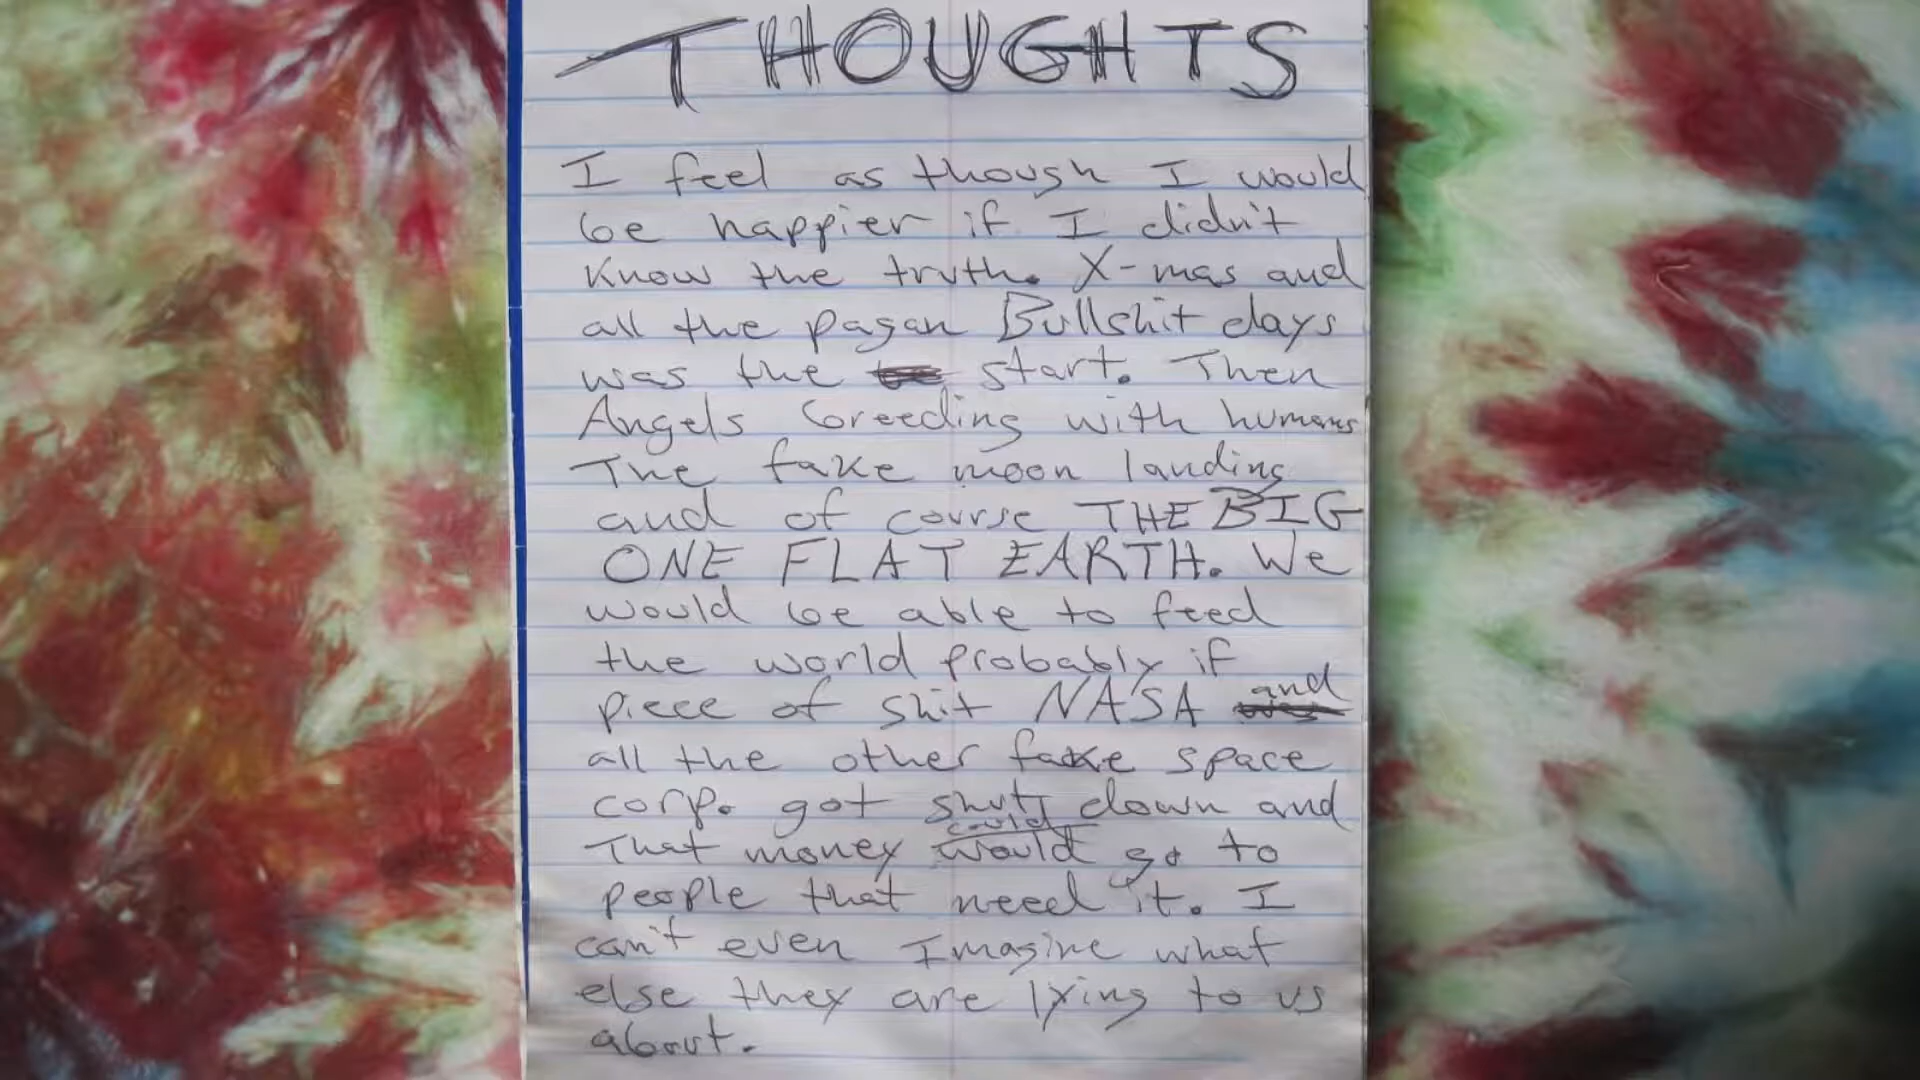 THOUGHTS
I feel as though I would
be happier if I didn't
know the truth. X-mas and
all the pagan Bullshit days
was the start. Then
Angels breeding with humans
The fake moon landing
and of course THE BIG
ONE FLAT EARTH. We
would be able to feed
the world probably if
piece of shit NASA and
all the other fake space
corp. got shut down and
That money would could go to
people that need it. I
can't even Imagine what
else they are lying to us
about.